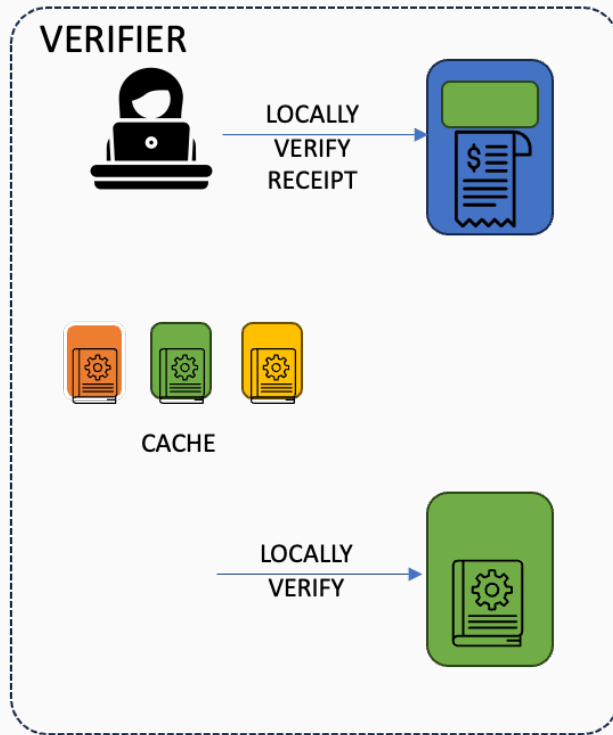 VERIFIER
LOCALLY
VERIFY
RECEIPT
$
CACHE
LOCALLY
VERIFY